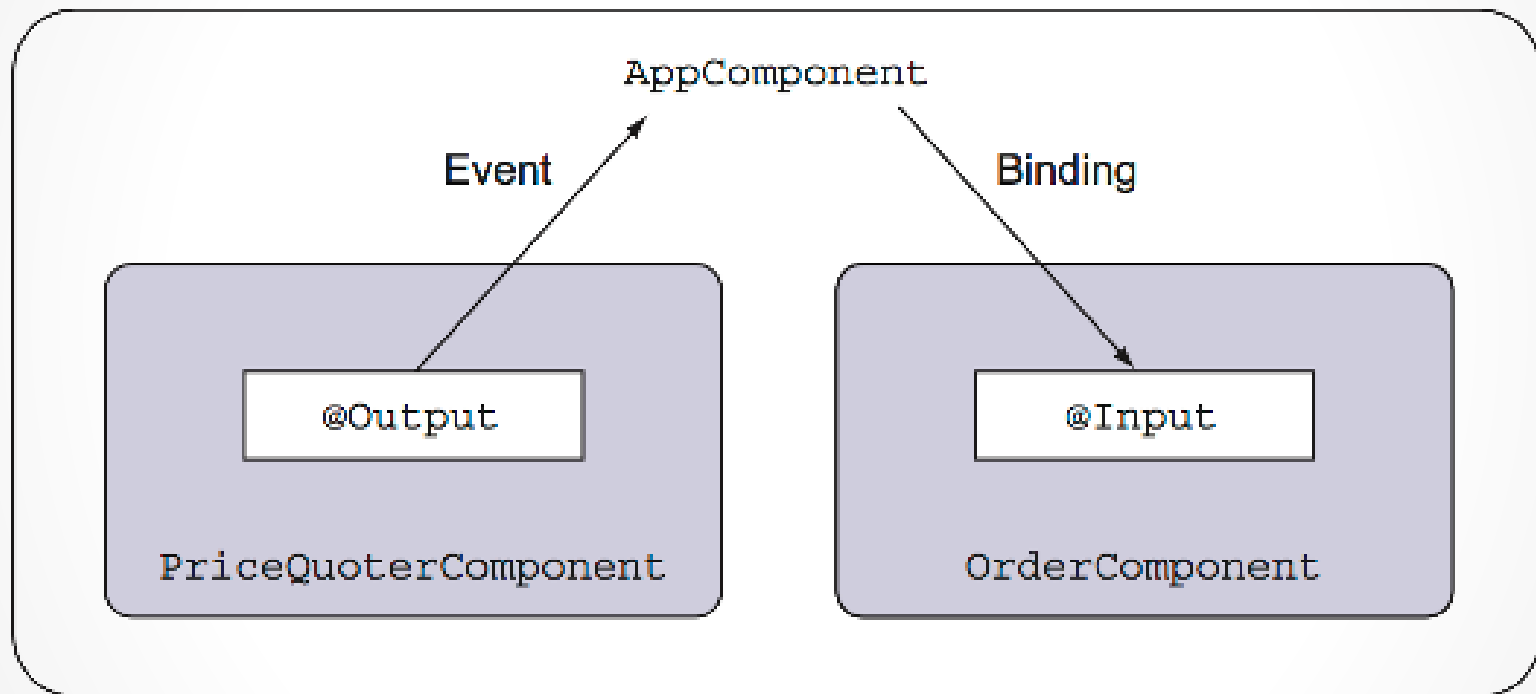 AppComponent
Event
Binding
@Output
@Input
PriceQuoterComponent
OrderComponent